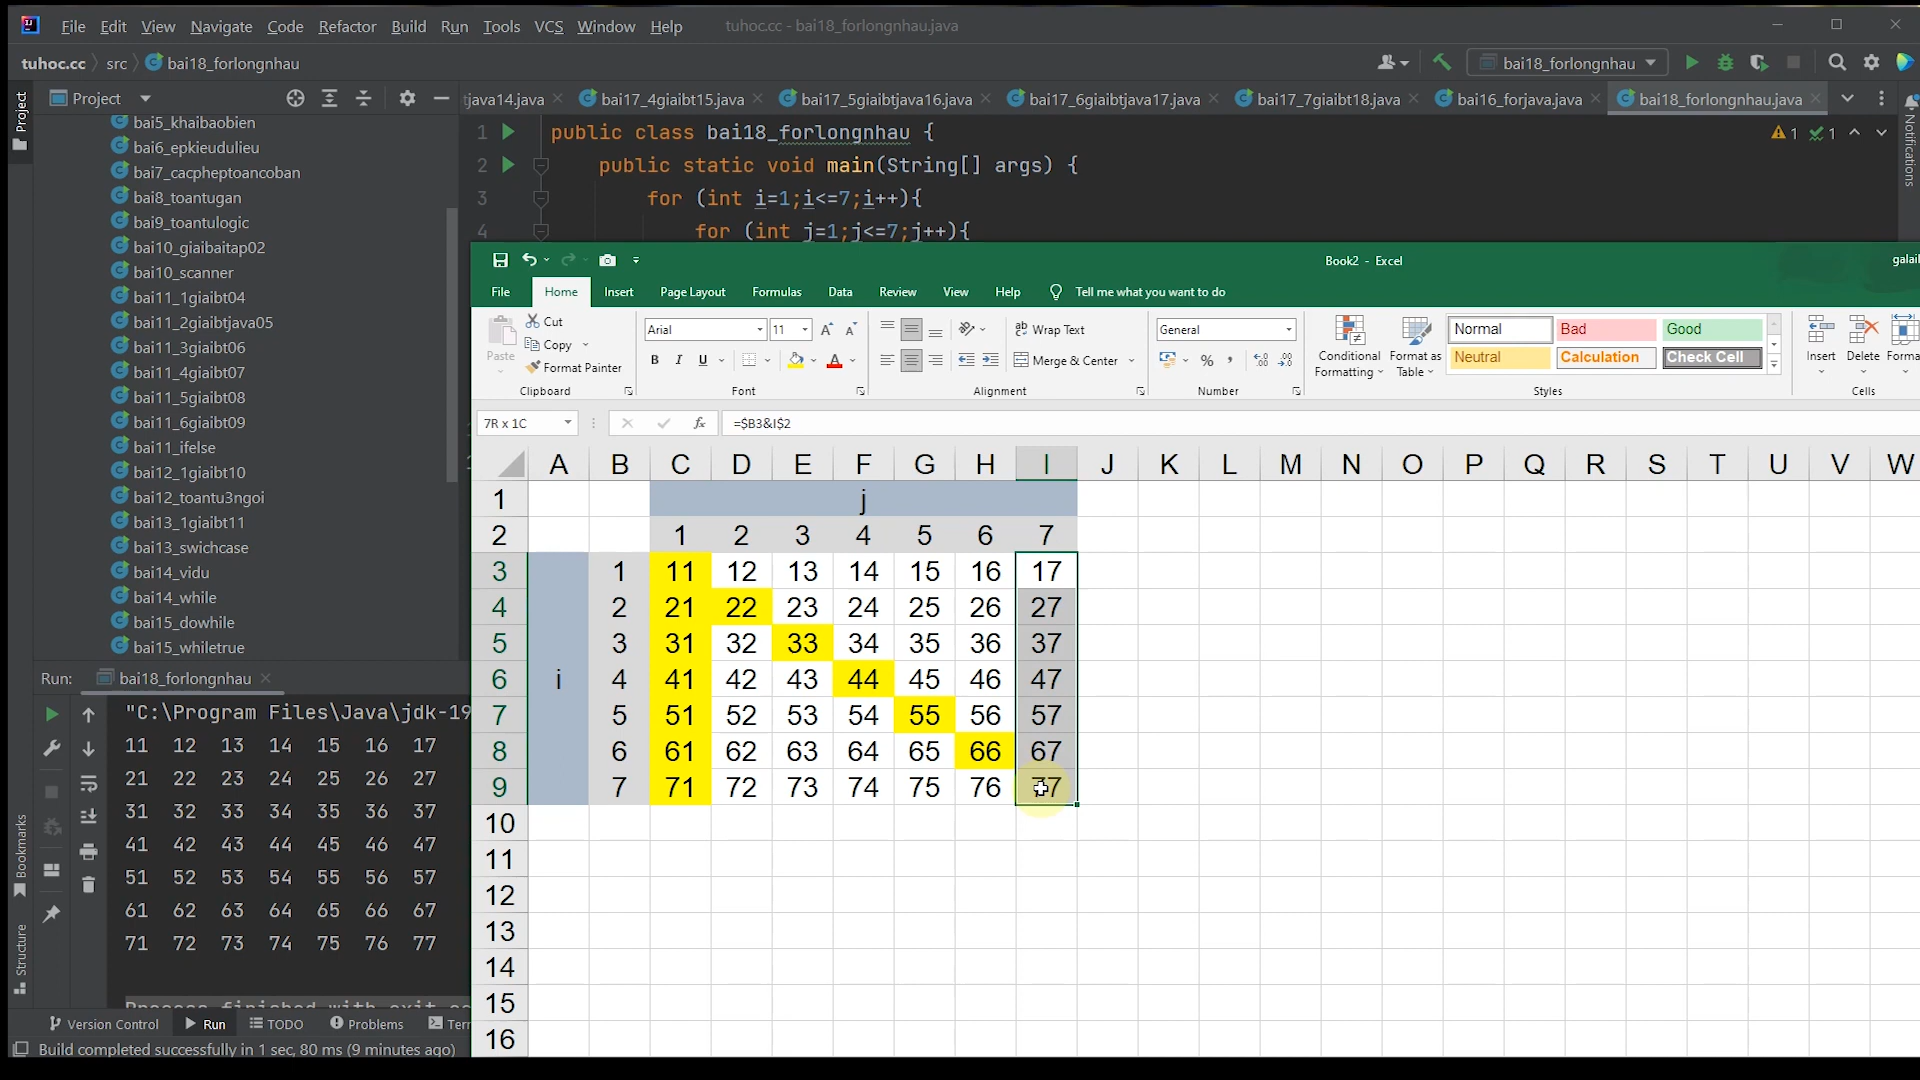 File Edit View Navigate Code Refactor Build Run Tools VCS Window Help tuhoc.cc - bai18_forlongnhau.java
tuhoc.cc src bai18_forlongnhau bai18_forlongnhau
Project
Project
tjava14.java bai17_4giaibt15.java bai17_5giaibtjava16.java bai17_6giaibtjava17.java bai17_7giaibt18.java bai16_forjava.java bai18_forlongnhau.java
Notifications
bai5_khaibaobien
bai6_epkieudulieu
bai7_cacpheptoancoban
bai8_toantugan
bai9_toantulogic
bai10_giaibaitap02
bai10_scanner
bai11_1giaibt04
bai11_2giaibtjava05
bai11_3giaibt06
bai11_4giaibt07
bai11_5giaibt08
bai11_6giaibt09
bai11_ifelse
bai12_1giaibt10
bai12_toantu3ngoi
bai13_1giaibt11
bai13_swichcase
bai14_vidu
bai14_while
bai15_dowhile
bai15_whiletrue
1 public class bai18_forlongnhau { 1 1
2 public static void main(String[] args) {
3 for (int i=1;i<=7;i++){
4 for (int j=1;j<=7;j++){
Book2 - Excel
File Home Insert Page Layout Formulas Data Review View Help Tell me what you want to do
Paste Cut
Copy
Format Painter
Clipboard
Arial 11
B I U
Font
Wrap Text
Merge & Center
Alignment
General
Number
Conditional Formatting
Format as Table
Normal Bad Good
Neutral Calculation Check Cell
Styles
Insert Delete Forma
Cells
7R x 1C fx =$B3&I$2
A B C D E F G H I J K L M N O P Q R S T U V W
1 j
2 1 2 3 4 5 6 7
3 1 11 12 13 14 15 16 17
4 2 21 22 23 24 25 26 27
5 3 31 32 33 34 35 36 37
6 i 4 41 42 43 44 45 46 47
7 5 51 52 53 54 55 56 57
8 6 61 62 63 64 65 66 67
9 7 71 72 73 74 75 76 77
10
11
12
13
14
15
16
Run: bai18_forlongnhau
"C:\Program Files\Java\jdk-19
11 12 13 14 15 16 17
21 22 23 24 25 26 27
31 32 33 34 35 36 37
41 42 43 44 45 46 47
51 52 53 54 55 56 57
61 62 63 64 65 66 67
71 72 73 74 75 76 77
Bookmarks
Structure
Version Control Run TODO Problems Terr
Build completed successfully in 1 sec, 80 ms (9 minutes ago)